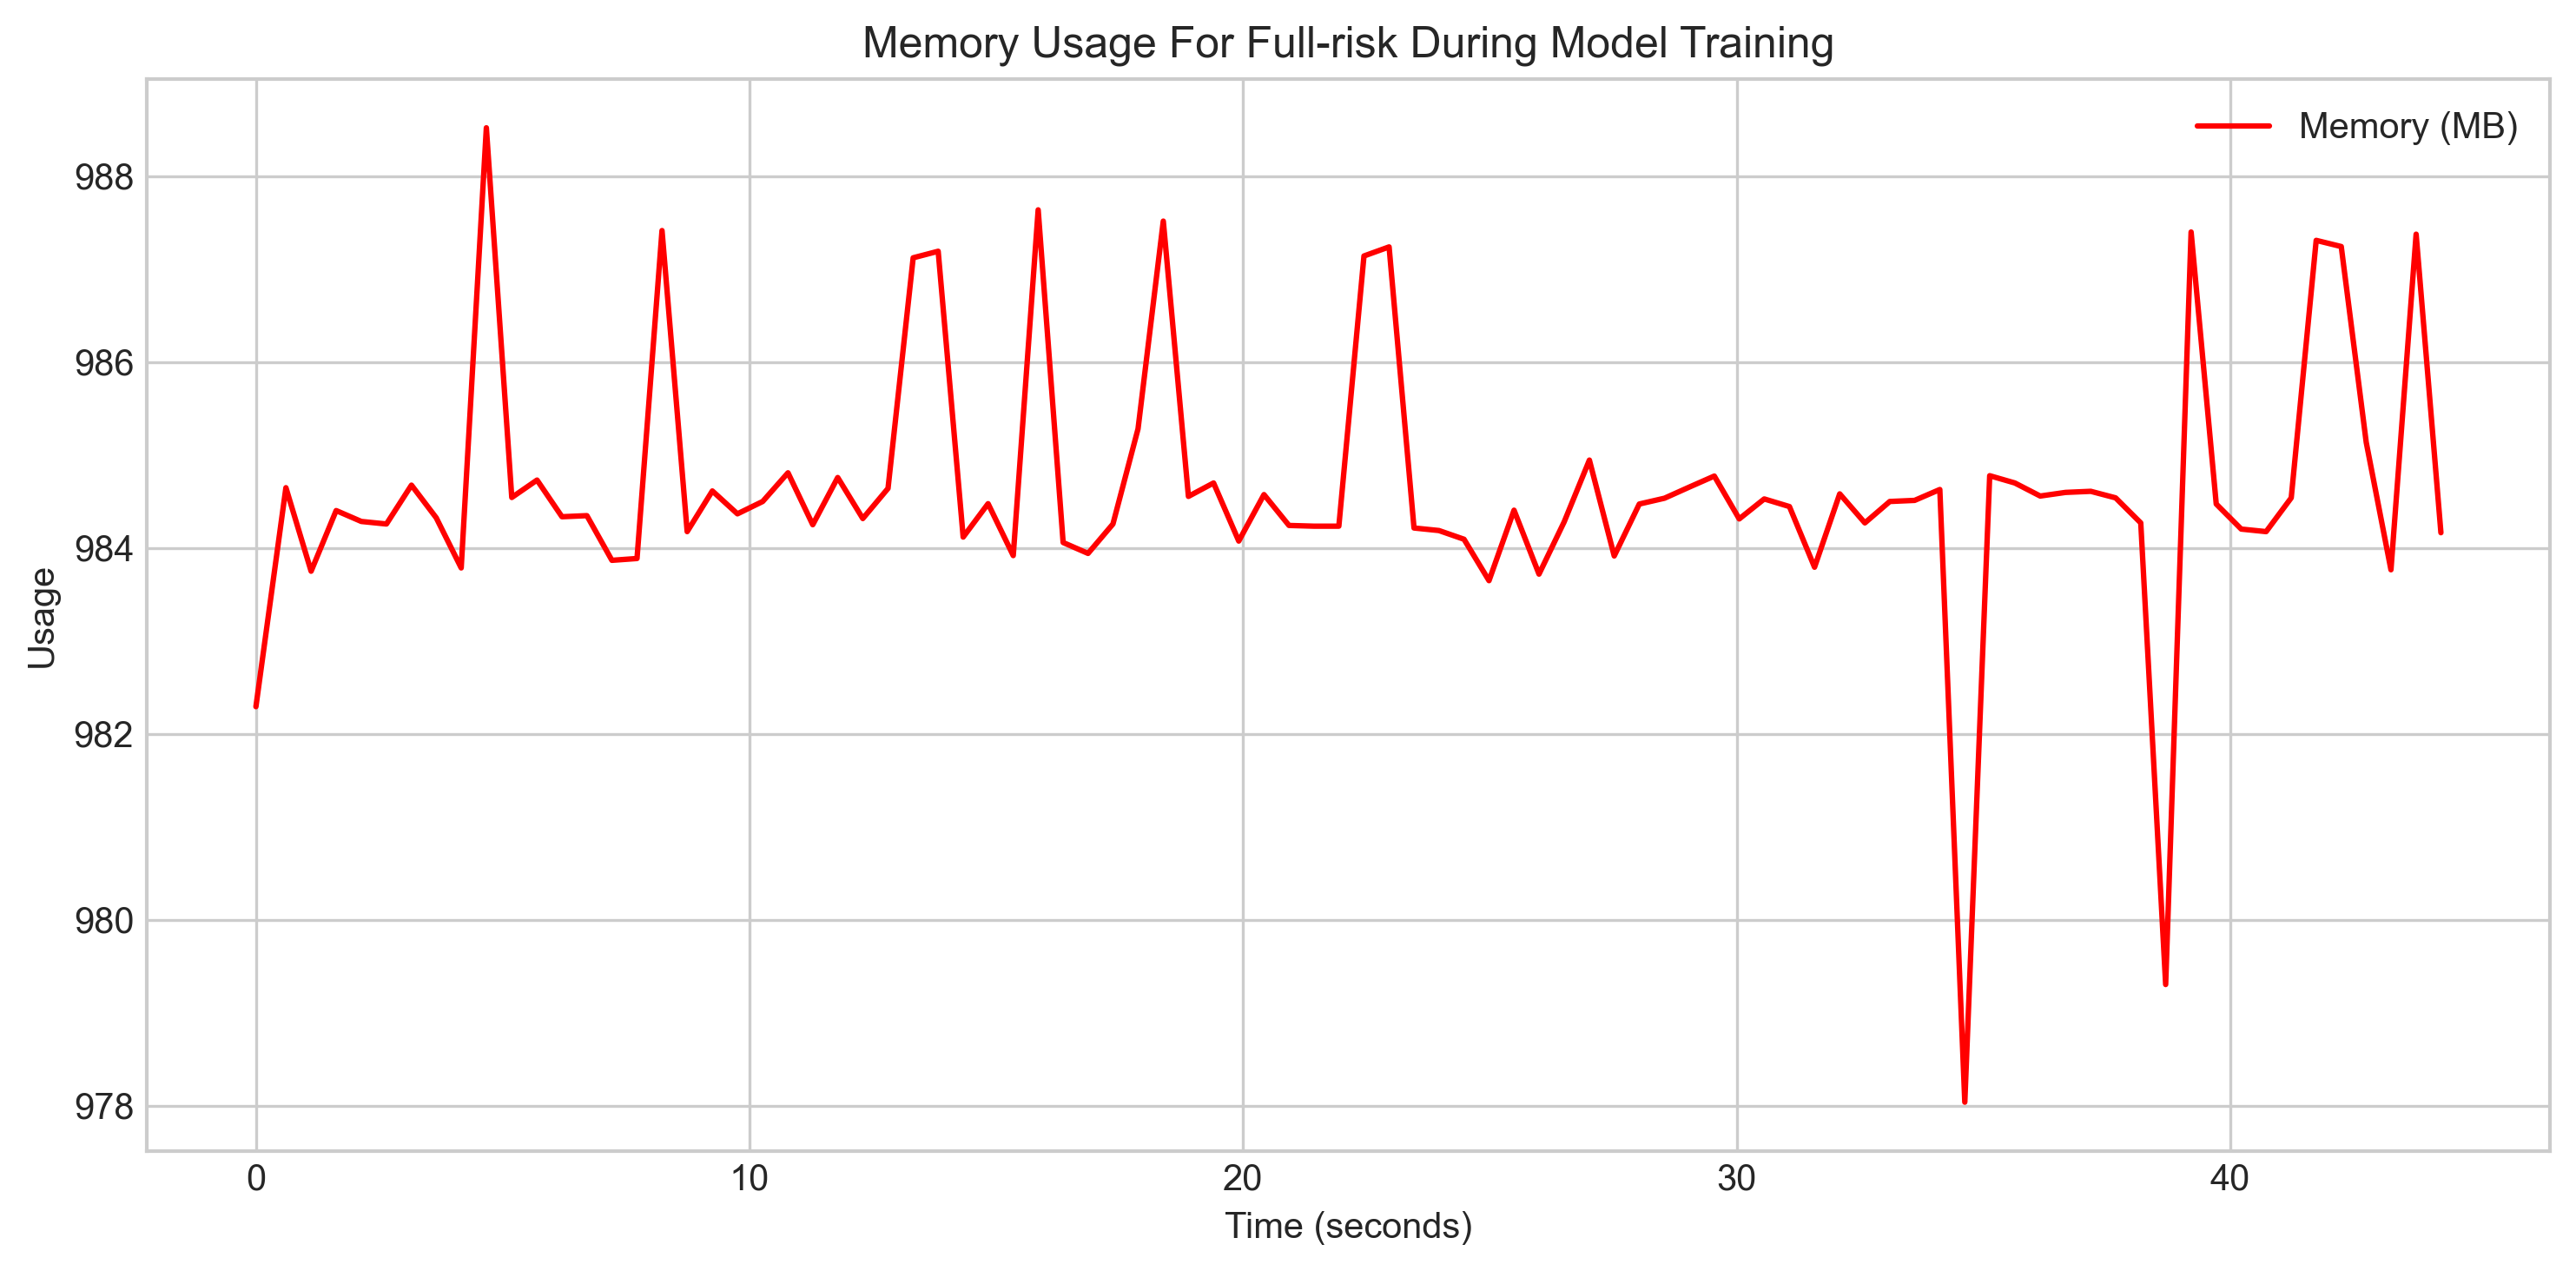 Memory Usage For Full-risk During Model Training
Memory (MB)
988
986
984
982
980
978
Usage
0 10 20 30 40
Time (seconds)